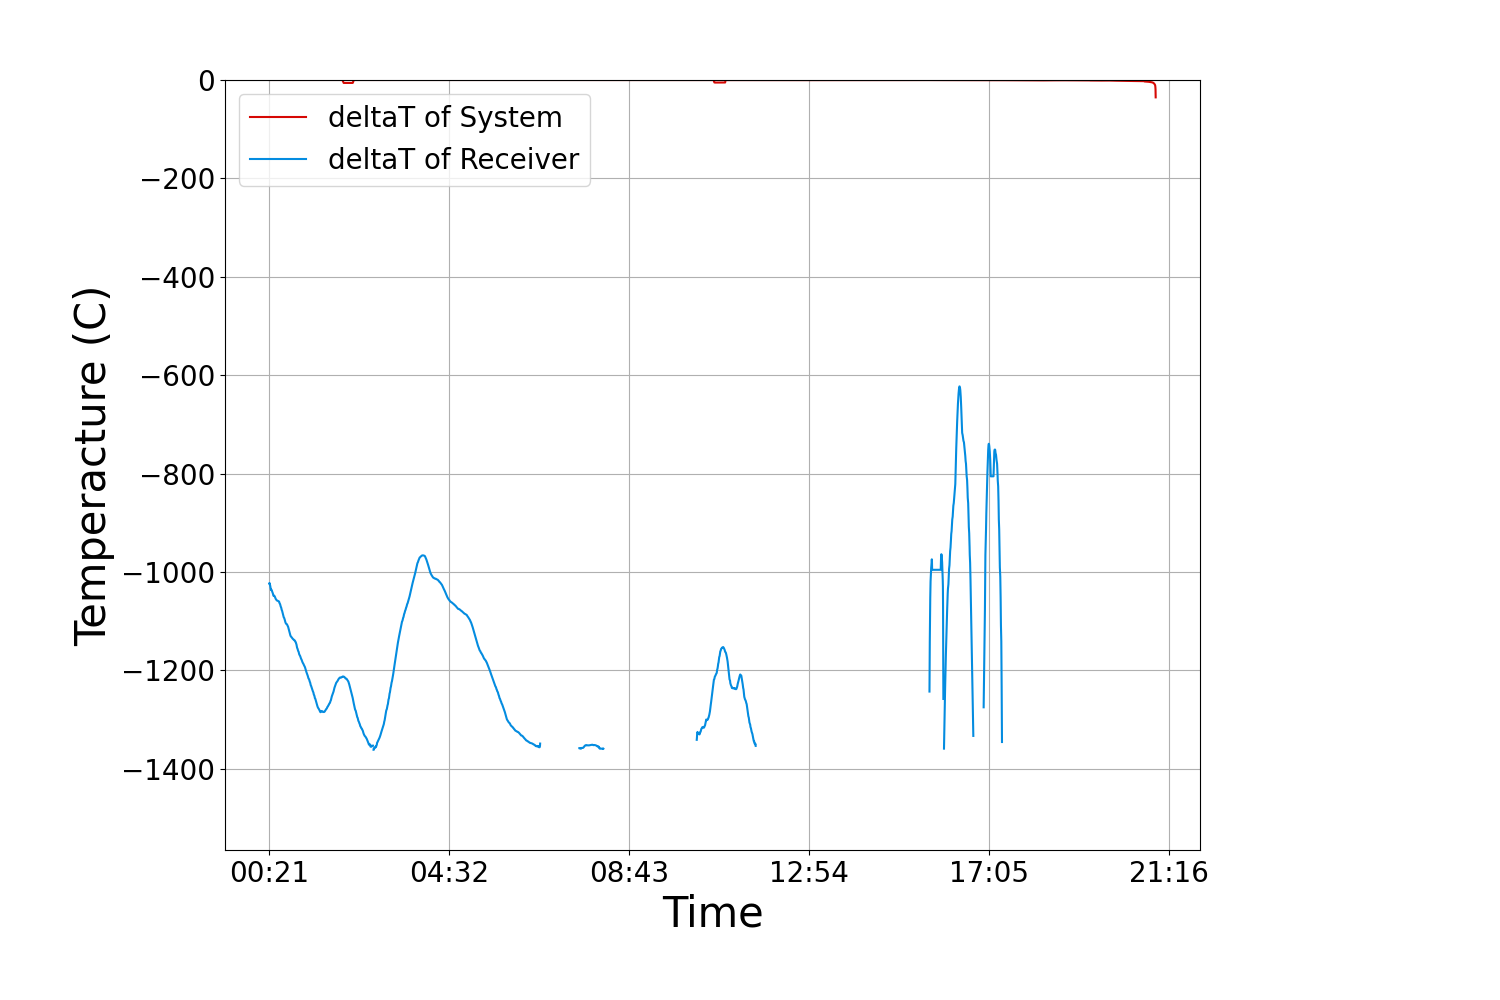 0
−200
−400
−600
−800
−1000
−1200
−1400
Temperacture (C)
deltaT of System
deltaT of Receiver
00:21 04:32 08:43 12:54 17:05 21:16
Time